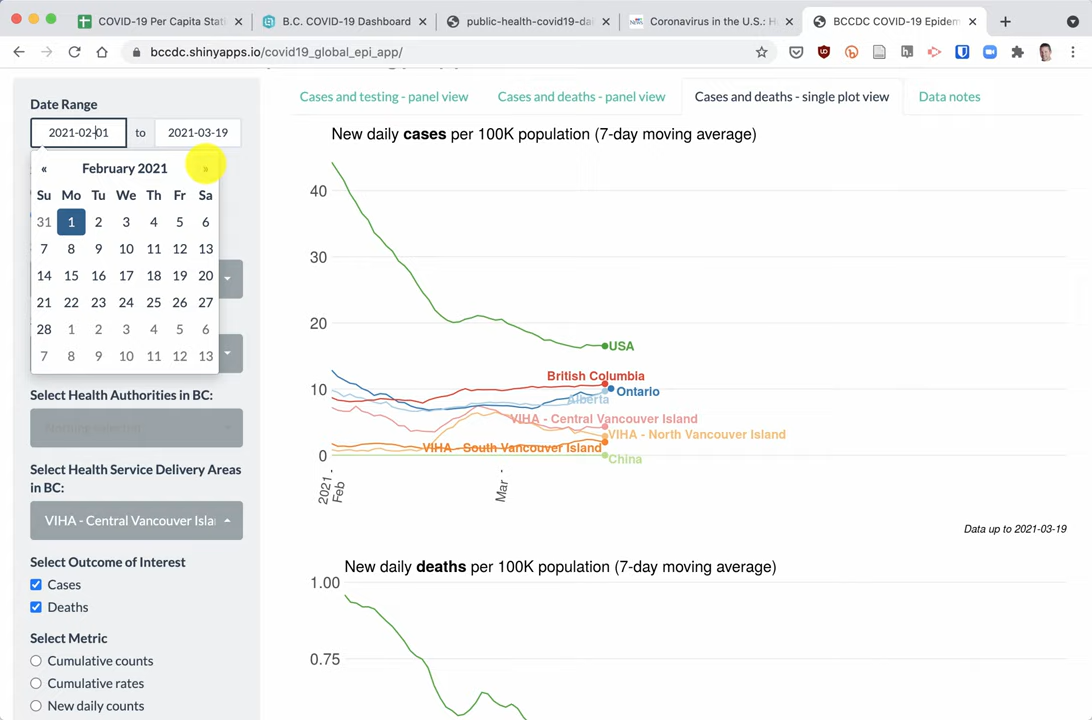 COVID-19 Per Capita Stati
B.C. COVID-19 Dashboard
public-health-covid19-dat
Coronavirus in the U.S.: H
BCCDC COVID-19 Epidem
bccdc.shinyapps.io/covid19_global_epi_app/
Date Range
2021-02-01 to 2021-03-19
« February 2021 »
Su Mo Tu We Th Fr Sa
31 1 2 3 4 5 6
7 8 9 10 11 12 13
14 15 16 17 18 19 20
21 22 23 24 25 26 27
28 1 2 3 4 5 6
7 8 9 10 11 12 13
Select Health Authorities in BC:
Nothing selected
Select Health Service Delivery Areas
in BC:
VIHA - Central Vancouver Isla
Select Outcome of Interest
Cases
Deaths
Select Metric
Cumulative counts
Cumulative rates
New daily counts
Cases and testing - panel view
Cases and deaths - panel view
Cases and deaths - single plot view
Data notes
New daily cases per 100K population (7-day moving average)
40
30
20
10
0
USA
British Columbia
Ontario
Alberta
VIHA - Central Vancouver Island
VIHA - North Vancouver Island
VIHA - South Vancouver Island
China
2021 -
Feb
Mar -
Data up to 2021-03-19
New daily deaths per 100K population (7-day moving average)
1.00
0.75